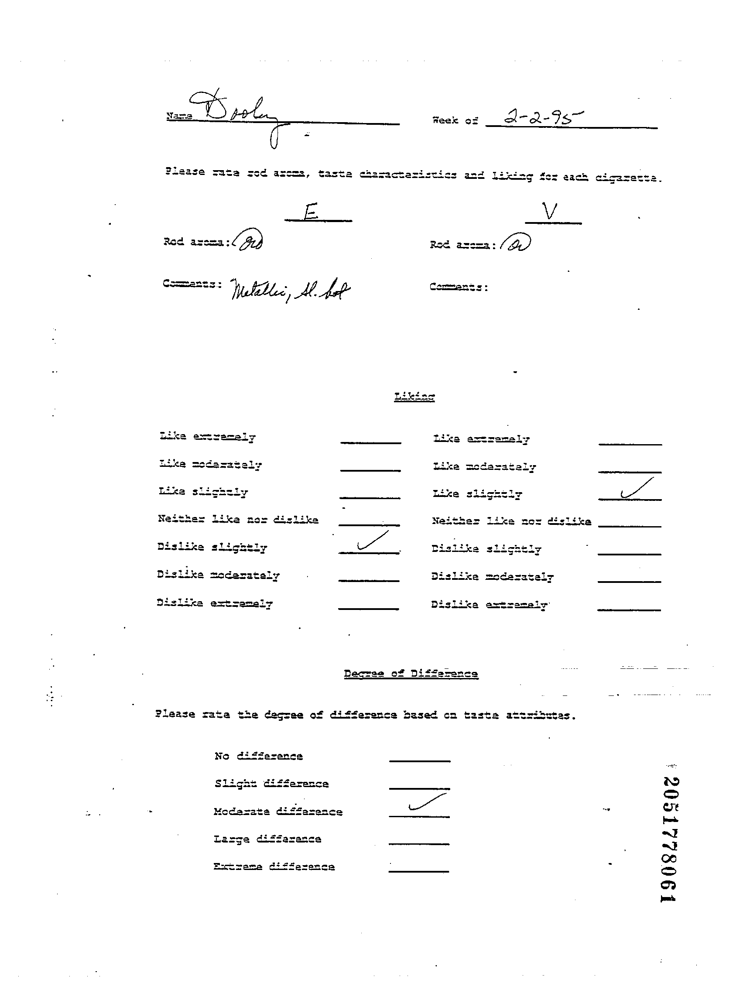 Name Dooley Week of 2-2-95
Please rate rod aroma, taste characteristics and liking for each cigarette.
E V
Rod aroma: Rod aroma:
Comments: Metallic, sl. hot Comments:
Liking
Like extremely Like extremely
Like moderately Like moderately
Like slightly Like slightly ✓
Neither like nor dislike Neither like nor dislike
Dislike slightly ✓ Dislike slightly
Dislike moderately Dislike moderately
Dislike extremely Dislike extremely
Degree of Difference
Please rate the degree of difference based on taste attributes.
No difference
Slight difference
Moderate difference ✓
Large difference
Extreme difference
2051778061